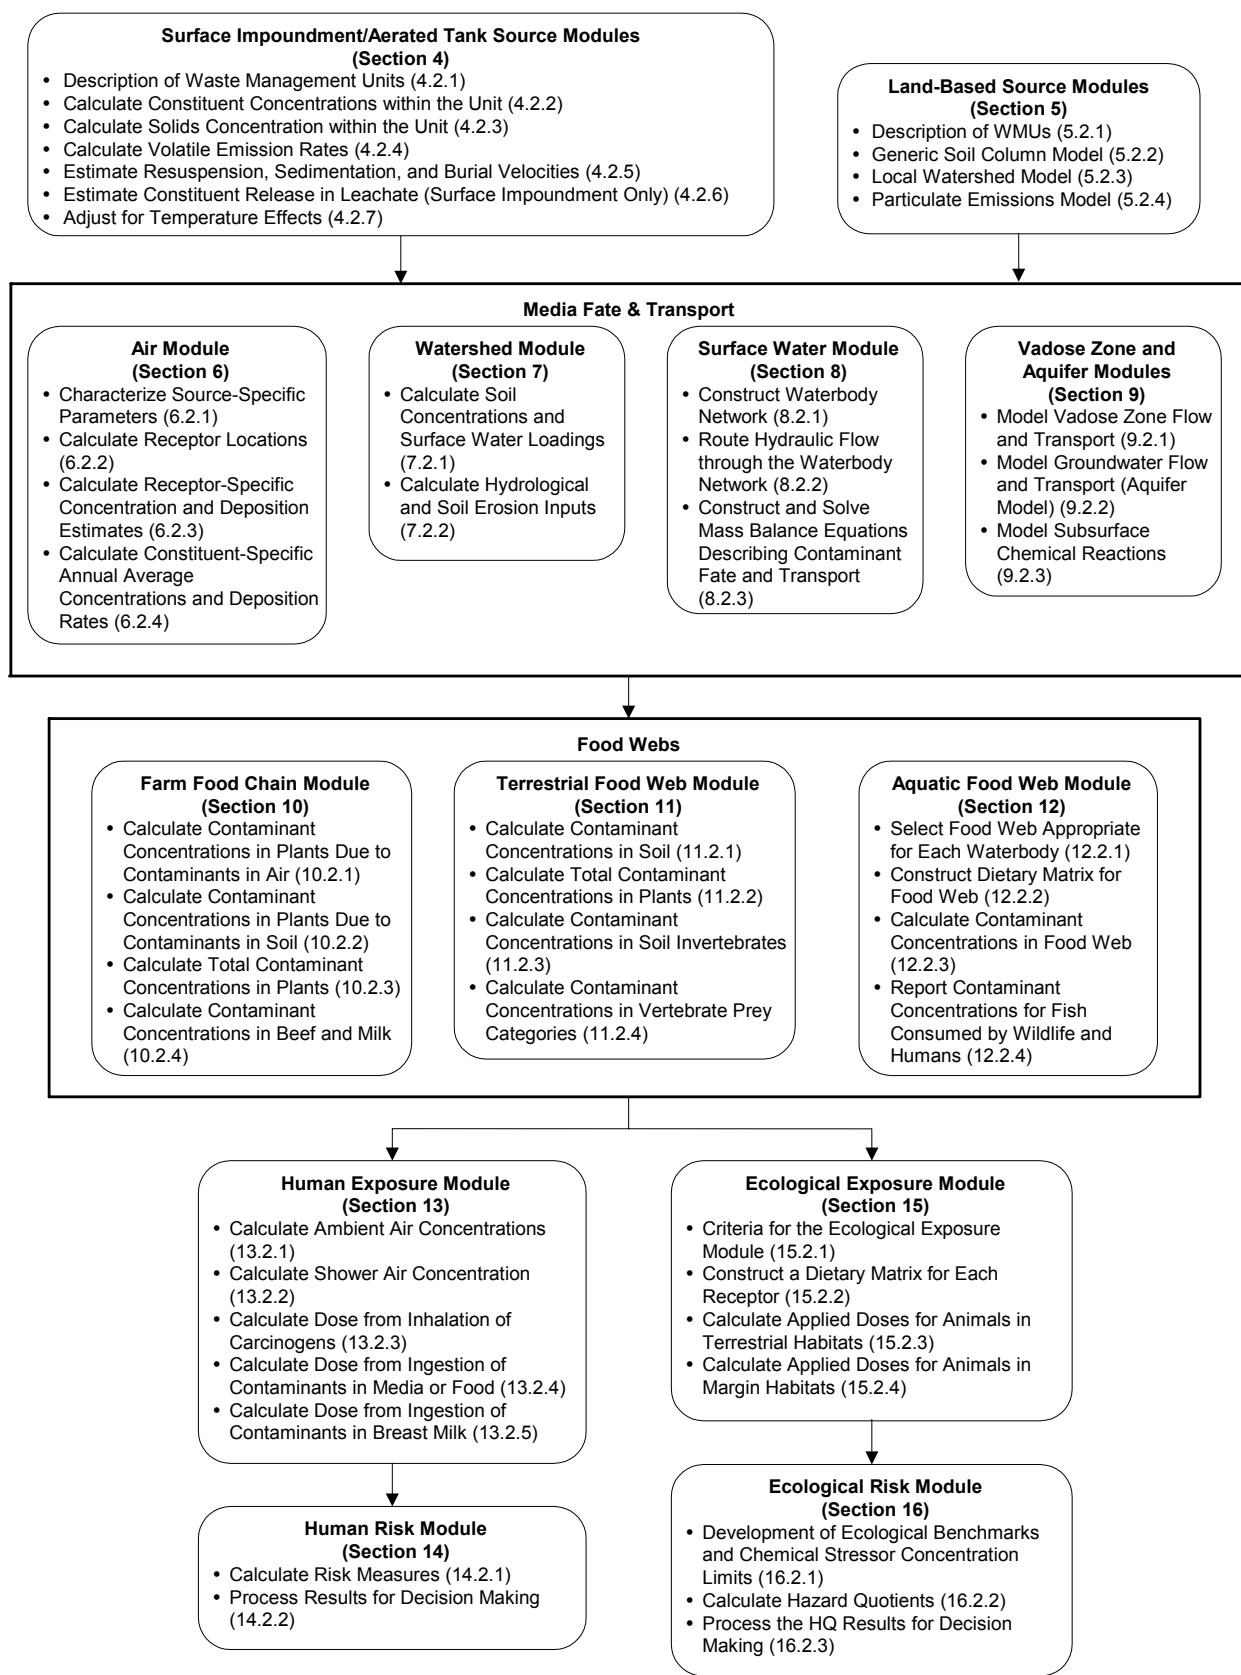 Surface Impoundment/Aerated Tank Source Modules
(Section 4)
• Description of Waste Management Units (4.2.1)
• Calculate Constituent Concentrations within the Unit (4.2.2)
• Calculate Solids Concentration within the Unit (4.2.3)
• Calculate Volatile Emission Rates (4.2.4)
• Estimate Resuspension, Sedimentation, and Burial Velocities (4.2.5)
• Estimate Constituent Release in Leachate (Surface Impoundment Only) (4.2.6)
• Adjust for Temperature Effects (4.2.7)
Land-Based Source Modules
(Section 5)
• Description of WMUs (5.2.1)
• Generic Soil Column Model (5.2.2)
• Local Watershed Model (5.2.3)
• Particulate Emissions Model (5.2.4)
Media Fate & Transport
Air Module
(Section 6)
• Characterize Source-Specific
Parameters (6.2.1)
• Calculate Receptor Locations
(6.2.2)
• Calculate Receptor-Specific
Concentration and Deposition
Estimates (6.2.3)
• Calculate Constituent-Specific
Annual Average
Concentrations and Deposition
Rates (6.2.4)
Watershed Module
(Section 7)
• Calculate Soil
Concentrations and
Surface Water Loadings
(7.2.1)
• Calculate Hydrological
and Soil Erosion Inputs
(7.2.2)
Surface Water Module
(Section 8)
• Construct Waterbody
Network (8.2.1)
• Route Hydraulic Flow
through the Waterbody
Network (8.2.2)
• Construct and Solve
Mass Balance Equations
Describing Contaminant
Fate and Transport
(8.2.3)
Vadose Zone and
Aquifer Modules
(Section 9)
• Model Vadose Zone Flow
and Transport (9.2.1)
• Model Groundwater Flow
and Transport (Aquifer
Model) (9.2.2)
• Model Subsurface
Chemical Reactions
(9.2.3)
Food Webs
Farm Food Chain Module
(Section 10)
• Calculate Contaminant
Concentrations in Plants Due to
Contaminants in Air (10.2.1)
• Calculate Contaminant
Concentrations in Plants Due to
Contaminants in Soil (10.2.2)
• Calculate Total Contaminant
Concentrations in Plants (10.2.3)
• Calculate Contaminant
Concentrations in Beef and Milk
(10.2.4)
Terrestrial Food Web Module
(Section 11)
• Calculate Contaminant
Concentrations in Soil (11.2.1)
• Calculate Total Contaminant
Concentrations in Plants (11.2.2)
• Calculate Contaminant
Concentrations in Soil Invertebrates
(11.2.3)
• Calculate Contaminant
Concentrations in Vertebrate Prey
Categories (11.2.4)
Aquatic Food Web Module
(Section 12)
• Select Food Web Appropriate
for Each Waterbody (12.2.1)
• Construct Dietary Matrix for
Food Web (12.2.2)
• Calculate Contaminant
Concentrations in Food Web
(12.2.3)
• Report Contaminant
Concentrations for Fish
Consumed by Wildlife and
Humans (12.2.4)
Human Exposure Module
(Section 13)
• Calculate Ambient Air Concentrations
(13.2.1)
• Calculate Shower Air Concentration
(13.2.2)
• Calculate Dose from Inhalation of
Carcinogens (13.2.3)
• Calculate Dose from Ingestion of
Contaminants in Media or Food (13.2.4)
• Calculate Dose from Ingestion of
Contaminants in Breast Milk (13.2.5)
Ecological Exposure Module
(Section 15)
• Criteria for the Ecological Exposure
Module (15.2.1)
• Construct a Dietary Matrix for Each
Receptor (15.2.2)
• Calculate Applied Doses for Animals in
Terrestrial Habitats (15.2.3)
• Calculate Applied Doses for Animals in
Margin Habitats (15.2.4)
Human Risk Module
(Section 14)
• Calculate Risk Measures (14.2.1)
• Process Results for Decision Making
(14.2.2)
Ecological Risk Module
(Section 16)
• Development of Ecological Benchmarks
and Chemical Stressor Concentration
Limits (16.2.1)
• Calculate Hazard Quotients (16.2.2)
• Process the HQ Results for Decision
Making (16.2.3)